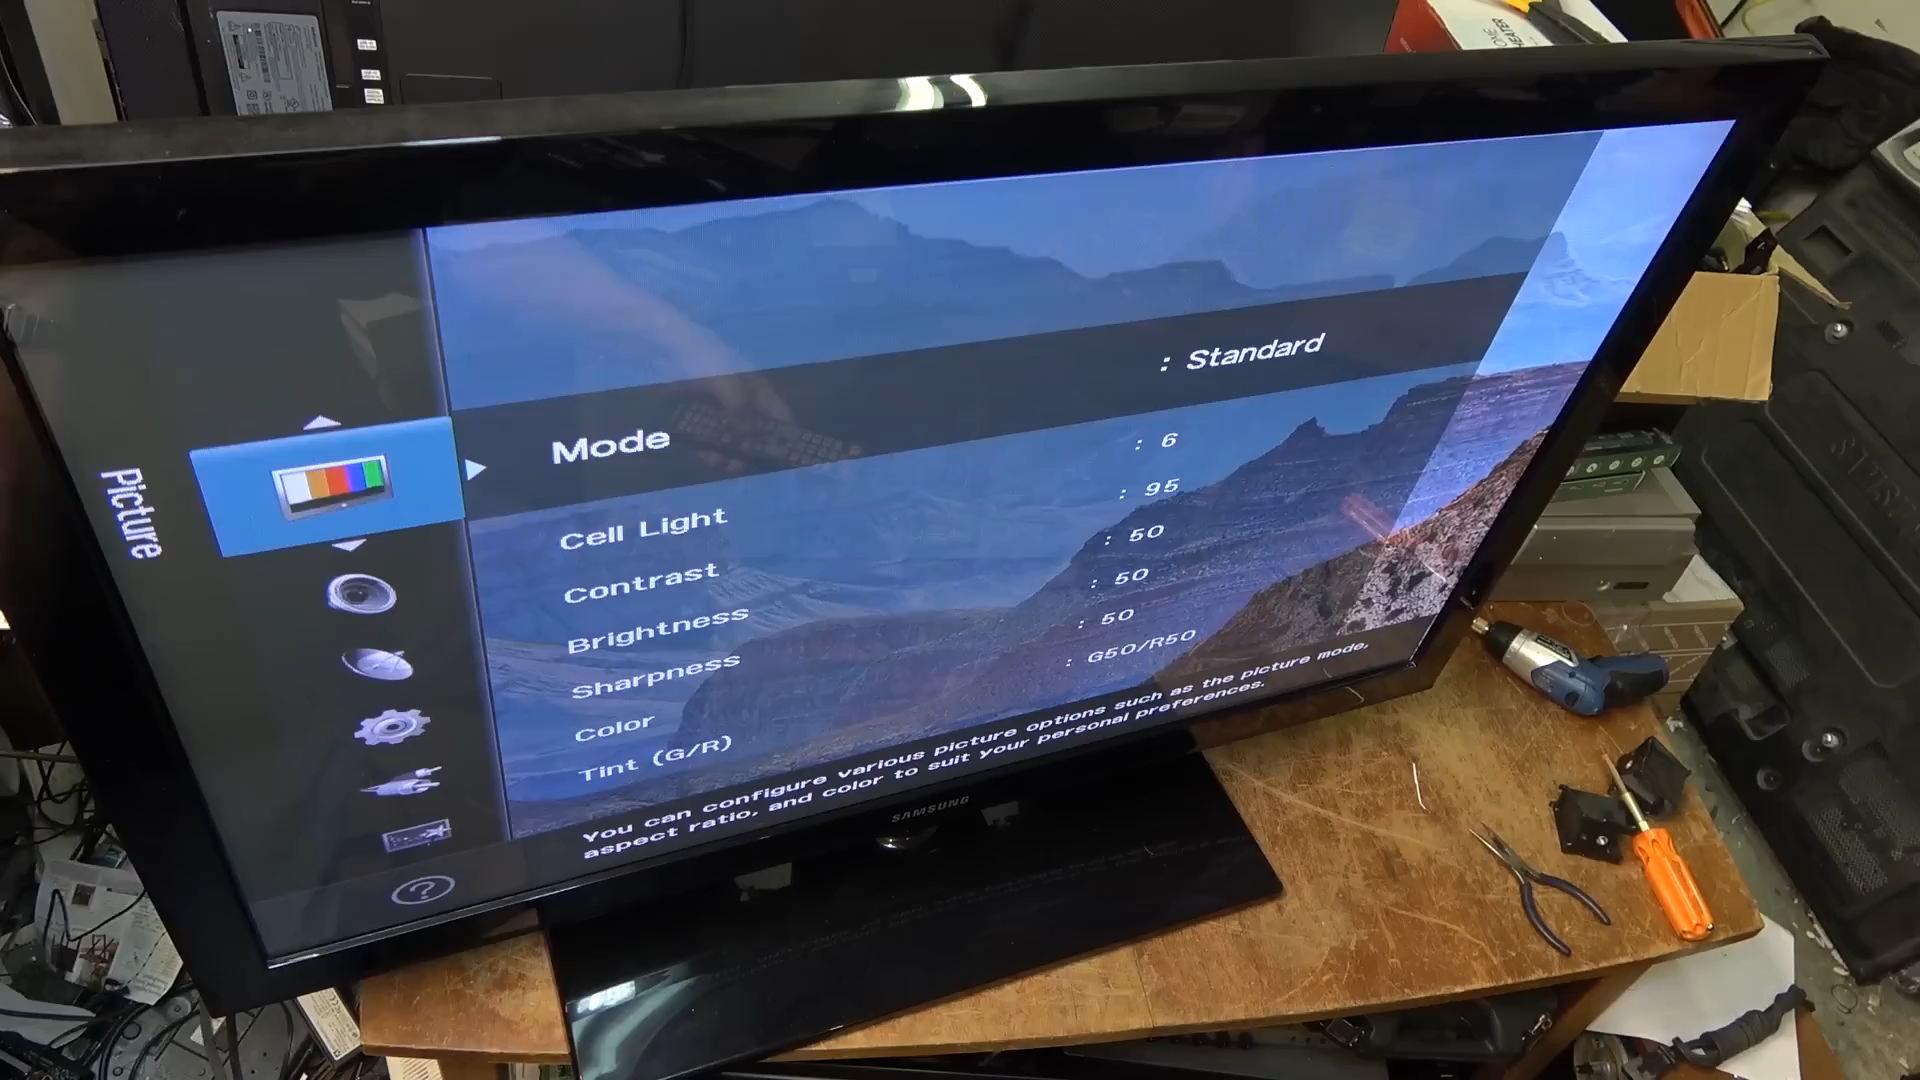 HEATER
Picture
Mode : Standard
Cell Light : 6
Contrast : 95
Brightness : 50
Sharpness : 50
Color : 50
Tint (G/R) : G50/R50
You can configure various picture options such as the picture mode,
aspect ratio, and color to suit your personal preferences.
?
SAMSUNG